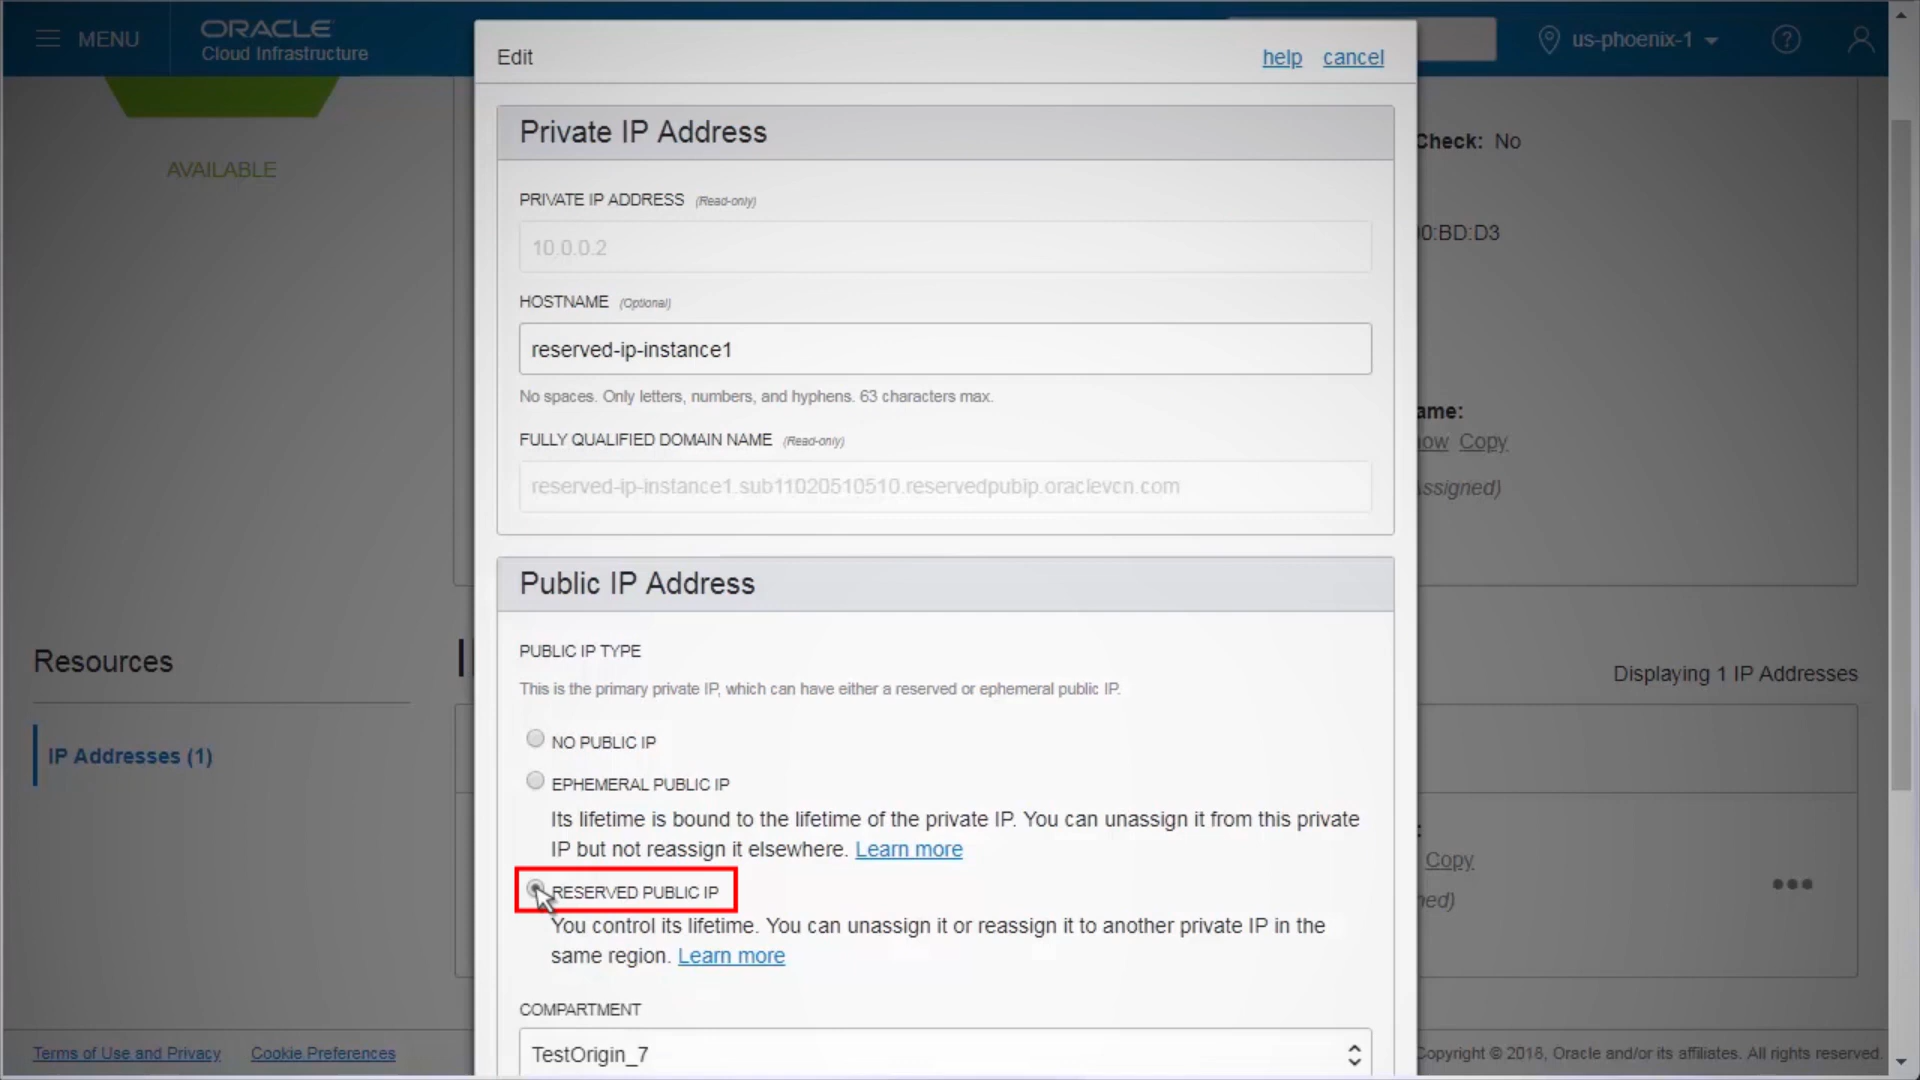 MENU
ORACLE
Cloud Infrastructure
us-phoenix-1
Edit
help cancel
Private IP Address
Check: No
AVAILABLE
PRIVATE IP ADDRESS (Read-only)
10.0.0.2
0:BD:D3
HOSTNAME (Optional)
reserved-ip-instance1
No spaces. Only letters, numbers, and hyphens. 63 characters max.
ame:
FULLY QUALIFIED DOMAIN NAME (Read-only)
ow Copy
reserved-ip-instance1.sub11020510510.reservedpubip.oraclevcn.com
ssigned)
Public IP Address
PUBLIC IP TYPE
Resources
Displaying 1 IP Addresses
This is the primary private IP, which can have either a reserved or ephemeral public IP.
NO PUBLIC IP
IP Addresses (1)
EPHEMERAL PUBLIC IP
Its lifetime is bound to the lifetime of the private IP. You can unassign it from this private
IP but not reassign it elsewhere. Learn more
Copy
RESERVED PUBLIC IP
ned)
You control its lifetime. You can unassign it or reassign it to another private IP in the
same region. Learn more
COMPARTMENT
TestOrigin_7
Terms of Use and Privacy Cookie Preferences
Copyright © 2018, Oracle and/or its affiliates. All rights reserved.